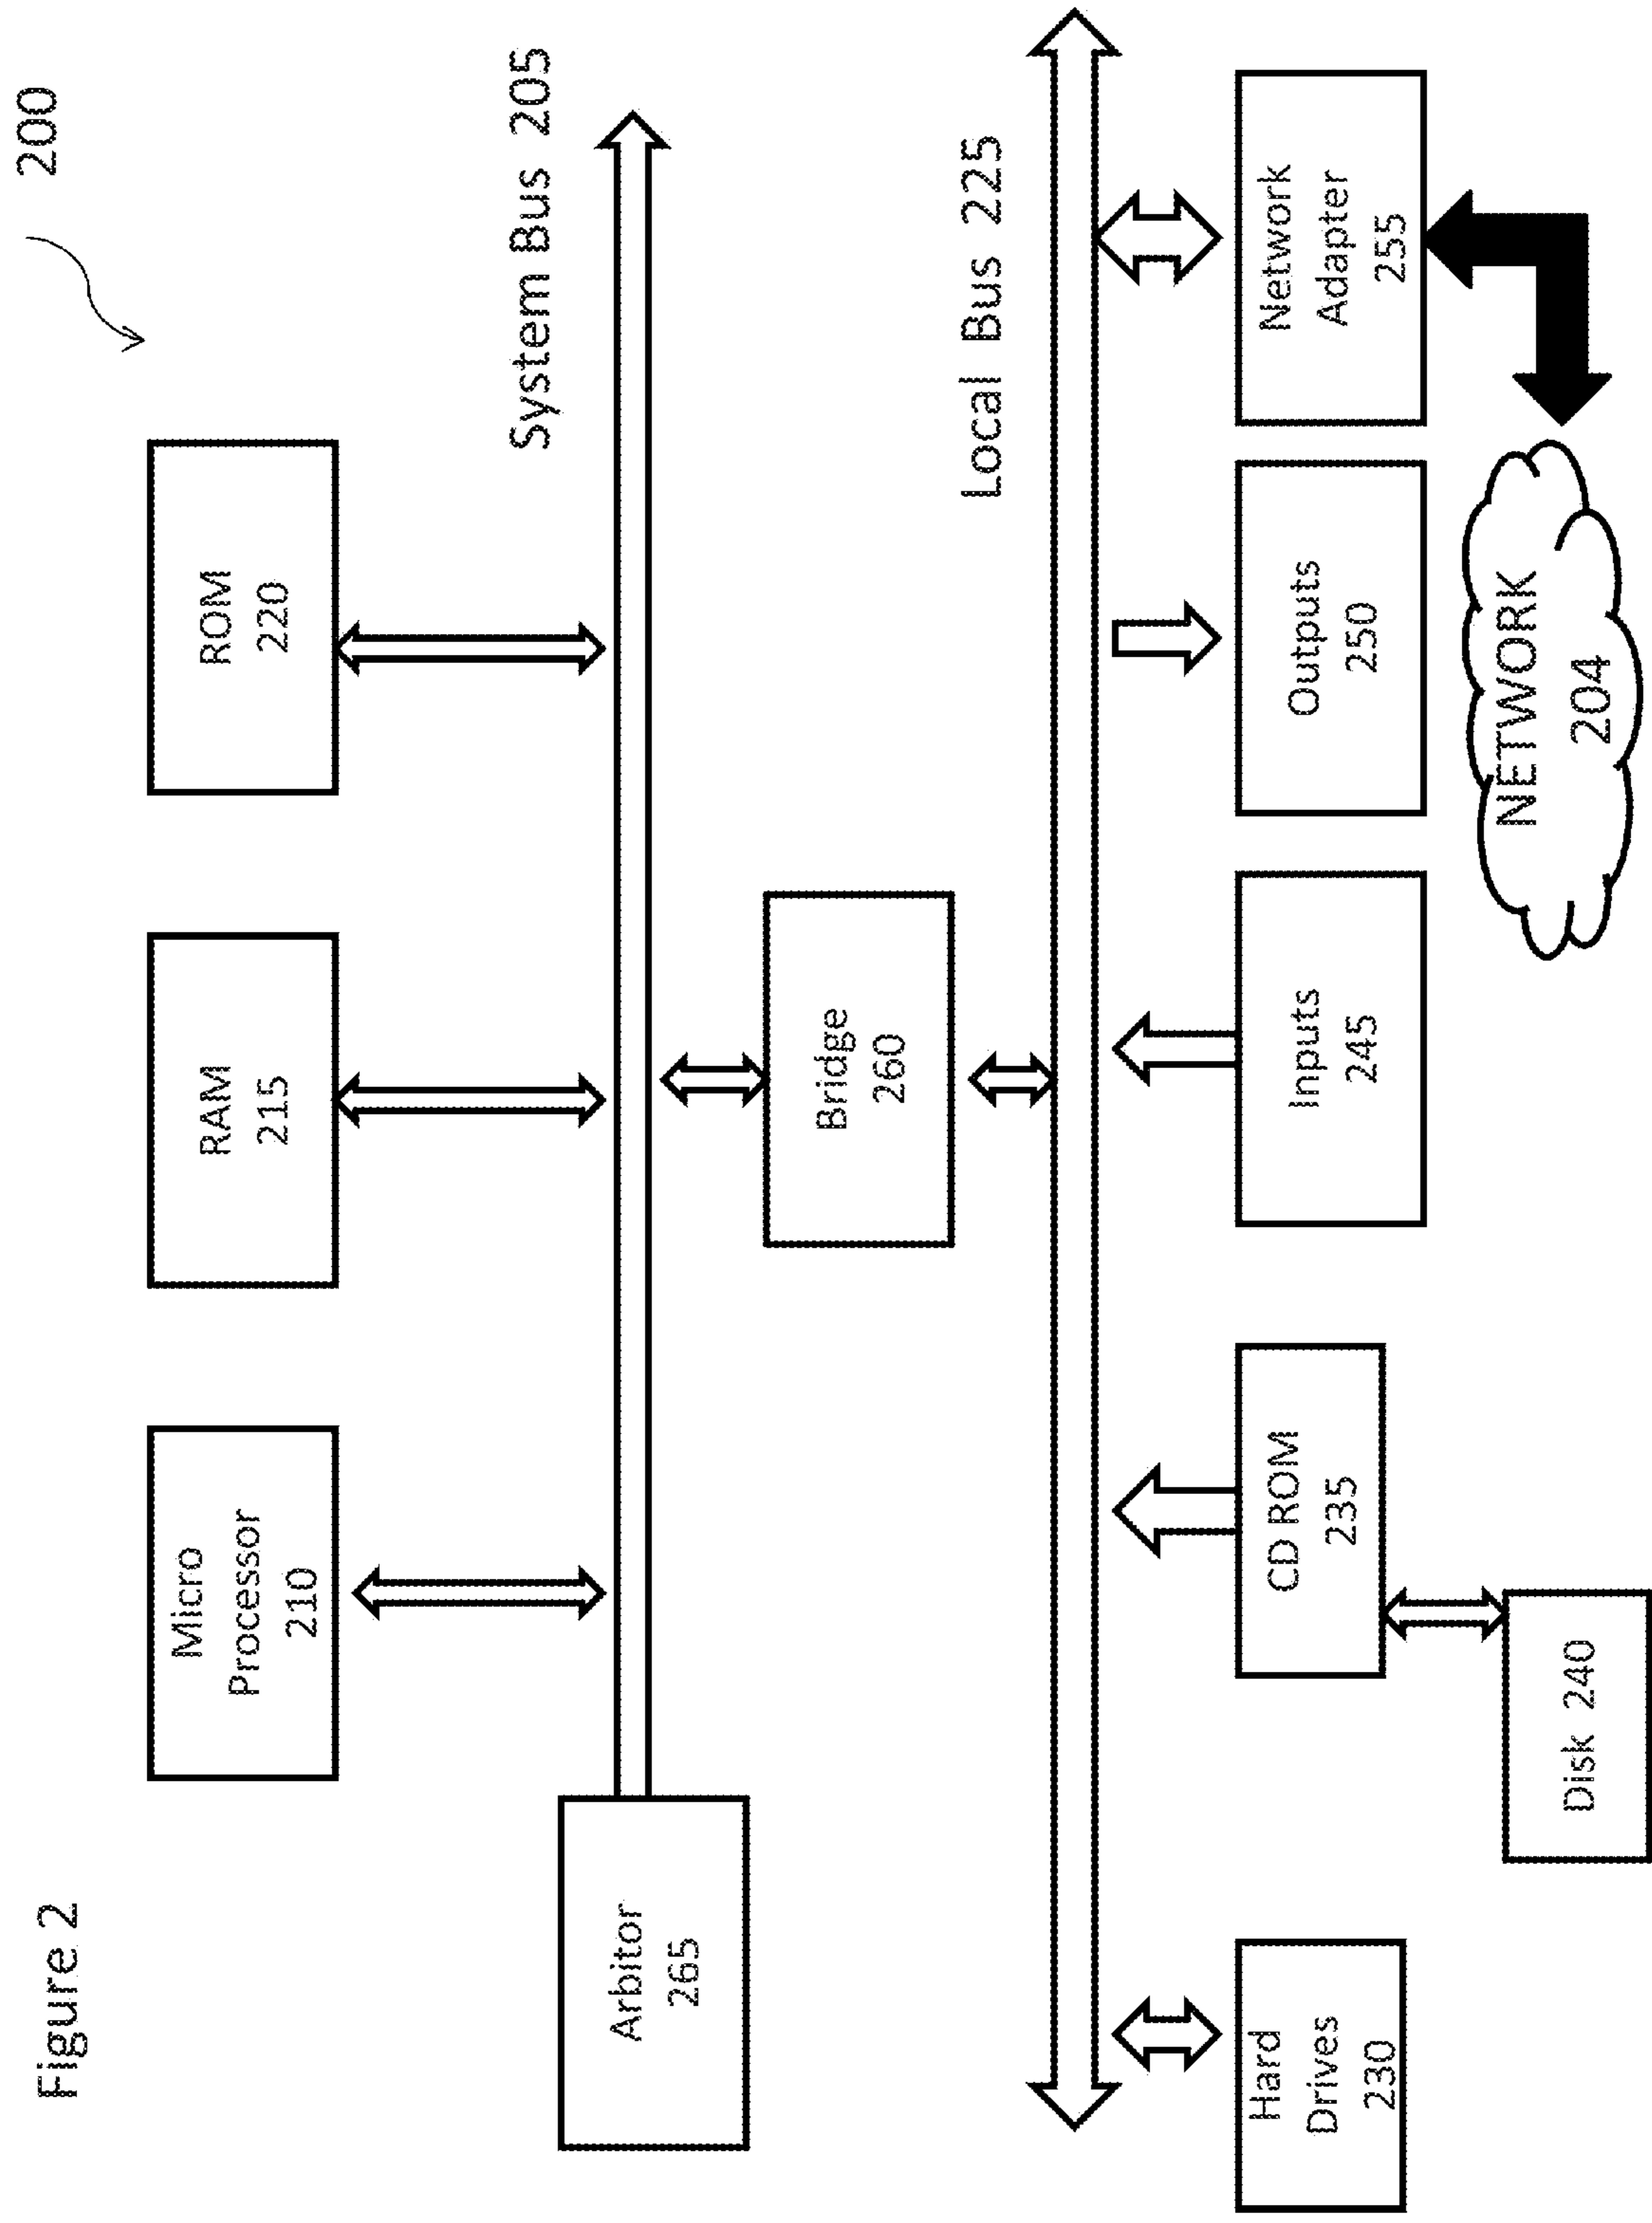 Figure 2
200
Micro
Processor
210
RAM
215
ROM
220
System Bus 205
Arbitor
265
Bridge
260
Local Bus 225
Hard
Drives
230
CD ROM
235
Inputs
245
Outputs
250
Network
Adapter
255
Disk 240
NETWORK
204